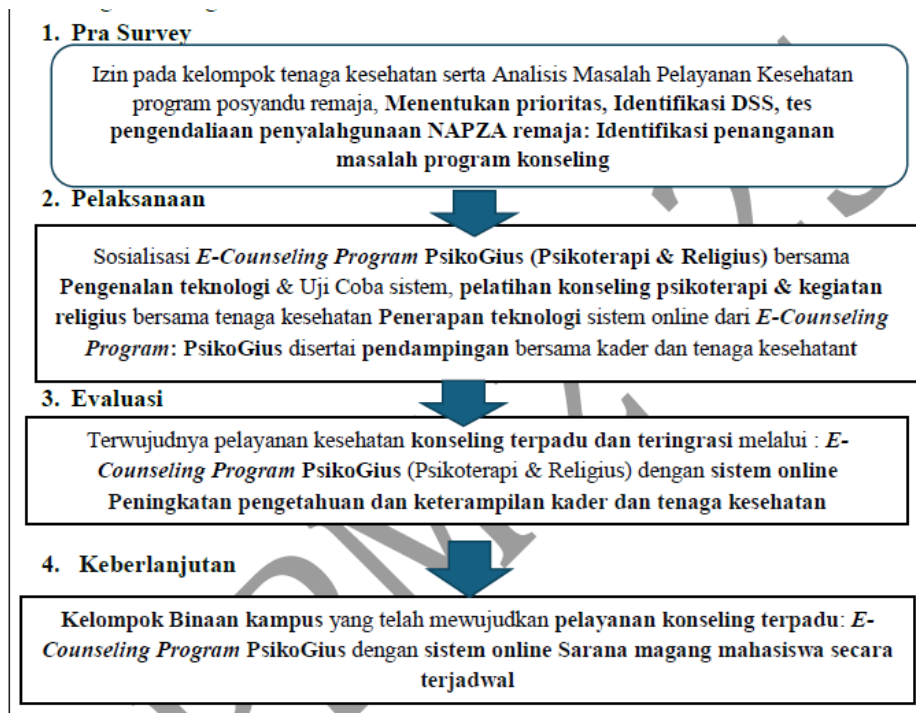 1. Pra Survey
Izin pada kelompok tenaga kesehatan serta Analisis Masalah Pelayanan Kesehatan
program posyandu remaja, Menentukan prioritas, Identifikasi DSS, tes
pengendaliaan penyalahgunaan NAPZA remaja: Identifikasi penanganan
masalah program konseling
2. Pelaksanaan
Sosialisasi E-Counseling Program PsikoGius (Psikoterapi & Religius) bersama
Pengenalan teknologi & Uji Coba sistem, pelatihan konseling psikoterapi & kegiatan
religius bersama tenaga kesehatan Penerapan teknologi sistem online dari E-Counseling
Program: PsikoGius disertai pendampingan bersama kader dan tenaga kesehatant
3. Evaluasi
Terwujudnya pelayanan kesehatan konseling terpadu dan teringrasi melalui : E-
Counseling Program PsikoGius (Psikoterapi & Religius) dengan sistem online
Peningkatan pengetahuan dan keterampilan kader dan tenaga kesehatan
4. Keberlanjutan
Kelompok Binaan kampus yang telah mewujudkan pelayanan konseling terpadu: E-
Counseling Program PsikoGius dengan sistem online Sarana magang mahasiswa secara
terjadwal